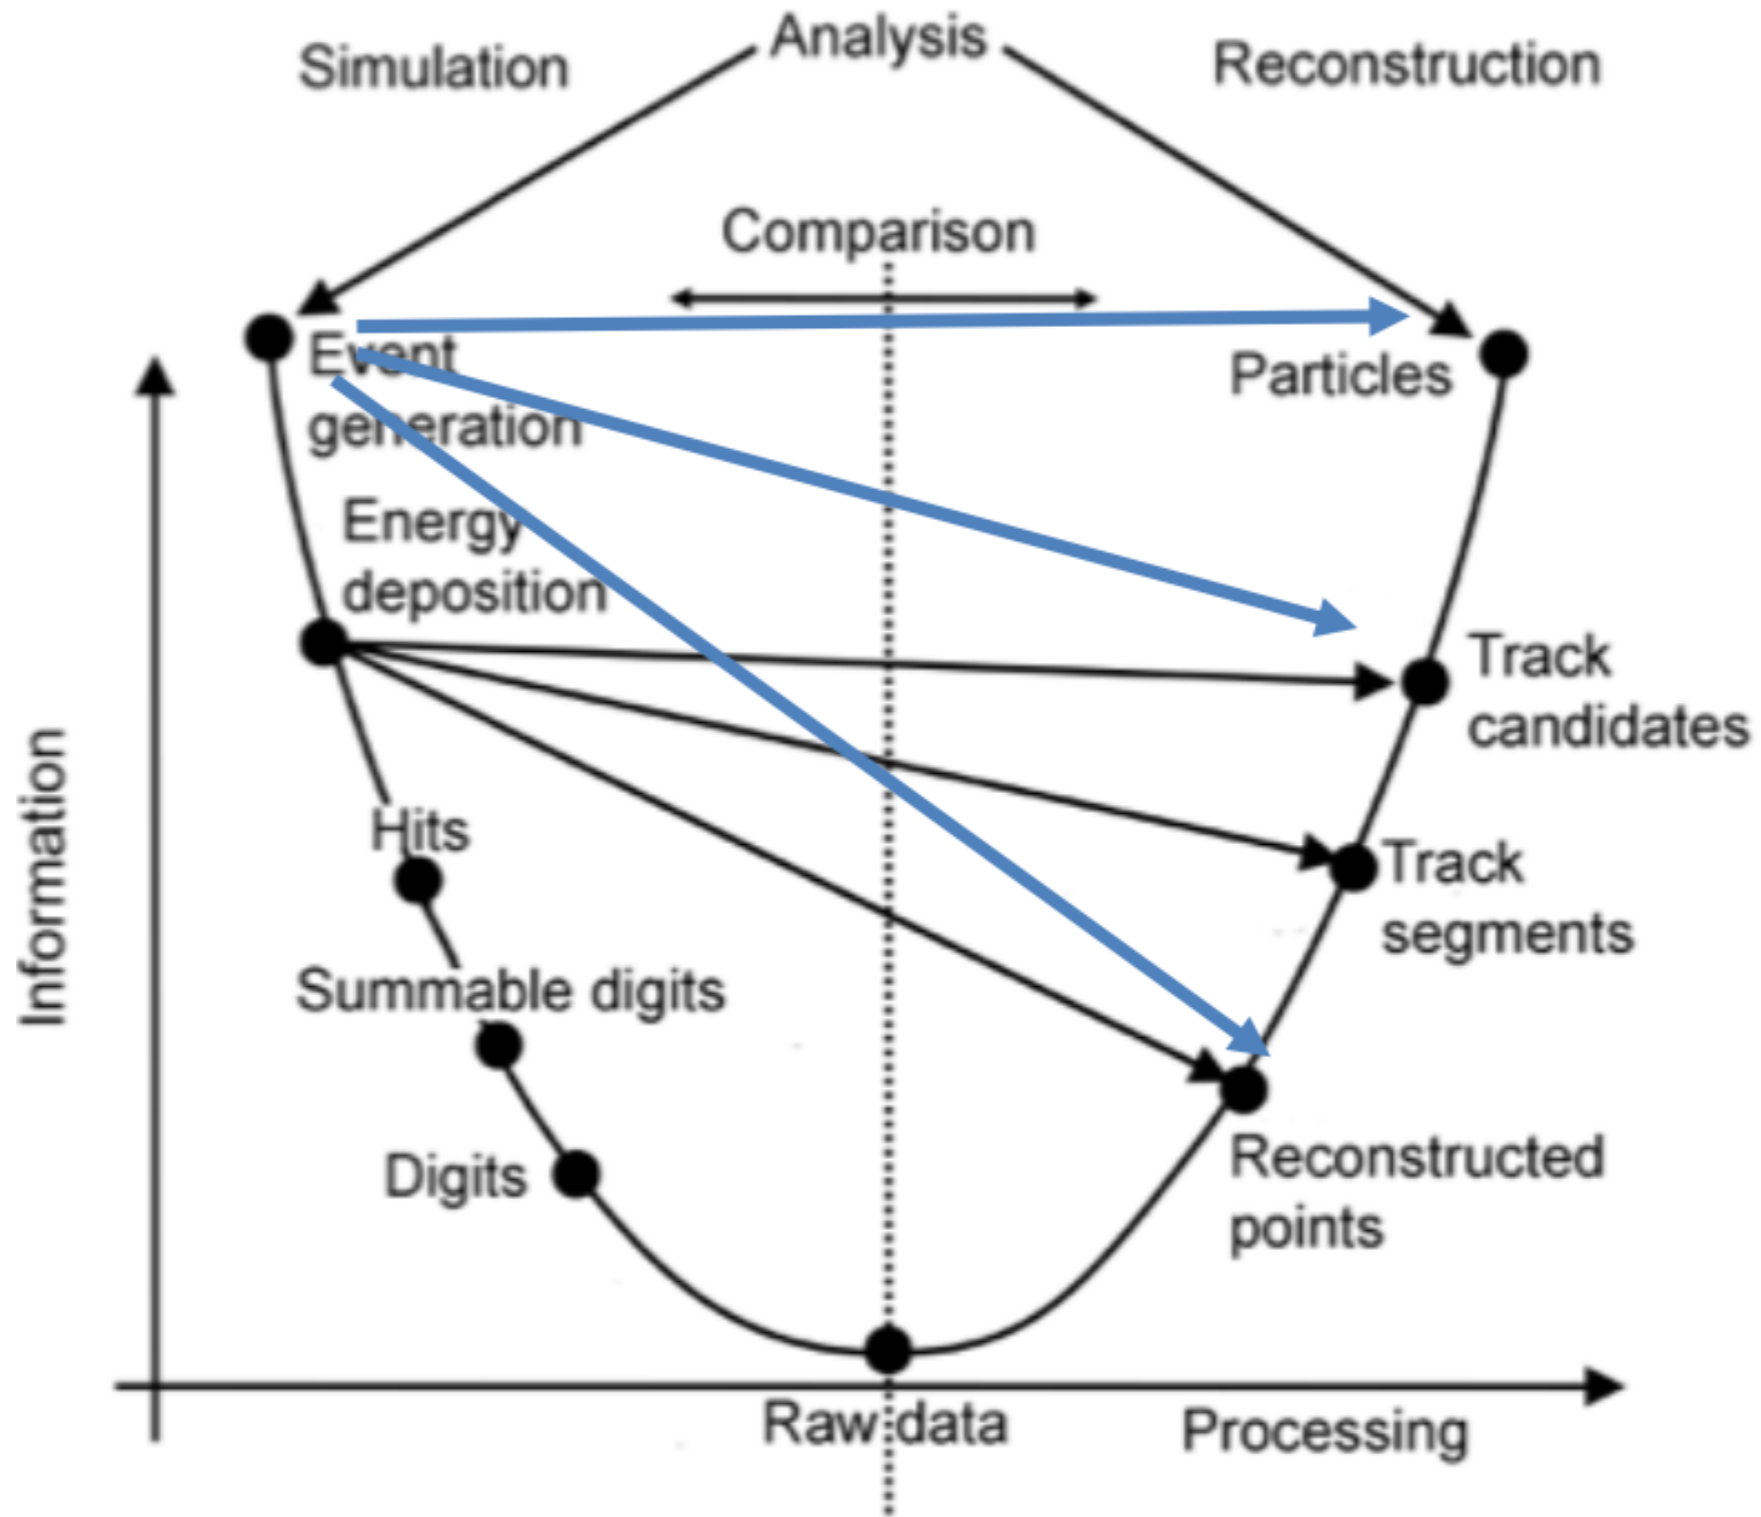 Analysis
Simulation
Reconstruction
Comparison
Event
generation
Particles
Energy
deposition
Track
candidates
Hits
Track
segments
Information
Summable digits
Digits
Reconstructed
points
Raw data
Processing